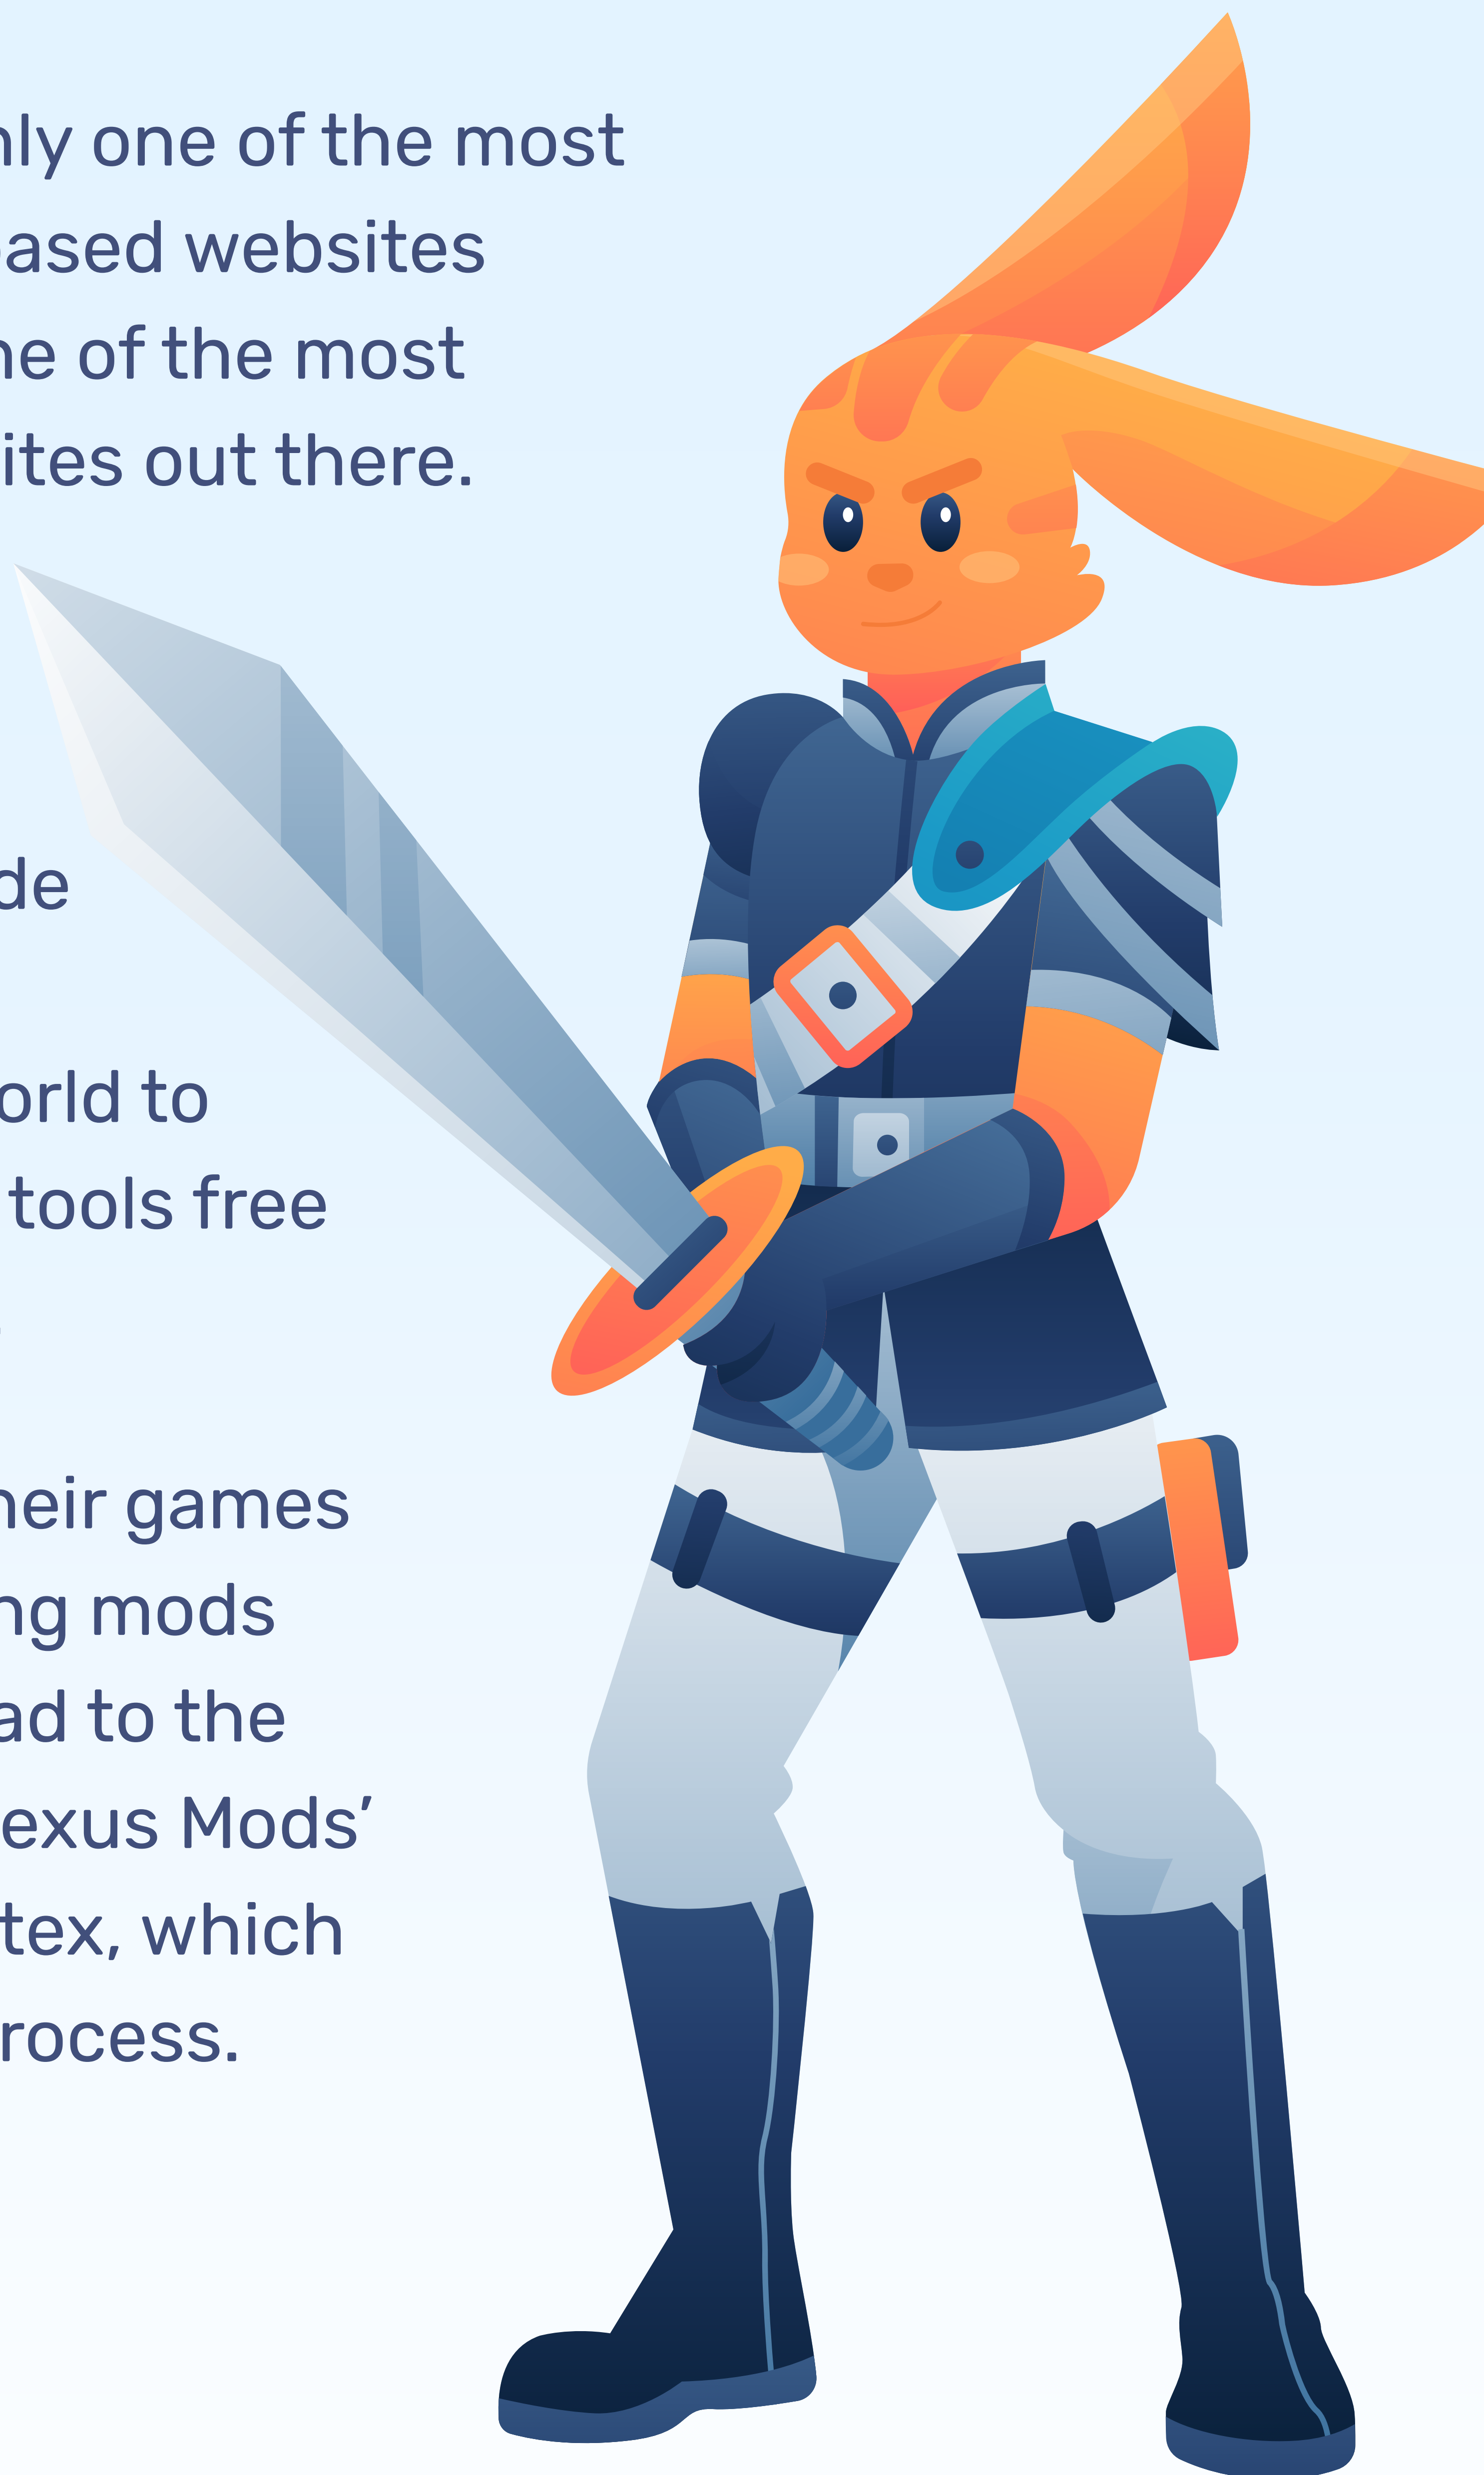 nly one of the most
ased websites
ne of the most
ites out there.
de
orld to
tools free
neir games
ng mods
ad to the
exus Mods’
tex, which
rocess.